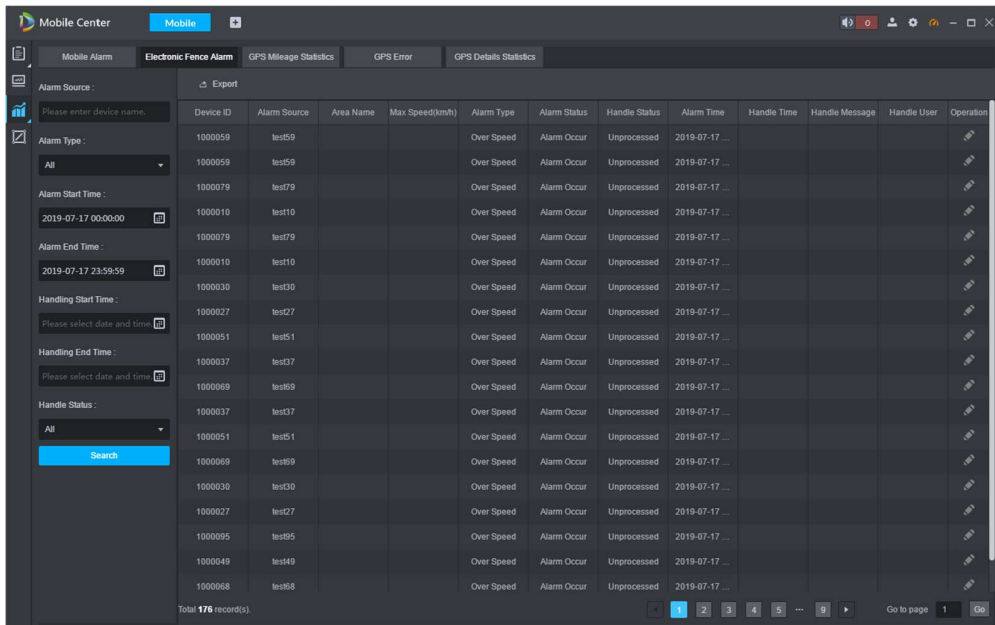 Mobile Center Mobile 0
Mobile Alarm Electronic Fence Alarm GPS Mileage Statistics GPS Error GPS Details Statistics
Alarm Source :
Please enter device name.
Alarm Type :
All
Alarm Start Time :
2019-07-17 00:00:00
Alarm End Time :
2019-07-17 23:59:59
Handling Start Time :
Please select date and time.
Handling End Time :
Please select date and time.
Handle Status :
All
Search
Export
Device ID Alarm Source Area Name Max Speed(km/h) Alarm Type Alarm Status Handle Status Alarm Time Handle Time Handle Message Handle User Operation
1000059 test59 Over Speed Alarm Occur Unprocessed 2019-07-17 ...
1000059 test59 Over Speed Alarm Occur Unprocessed 2019-07-17 ...
1000079 test79 Over Speed Alarm Occur Unprocessed 2019-07-17 ...
1000010 test10 Over Speed Alarm Occur Unprocessed 2019-07-17 ...
1000079 test79 Over Speed Alarm Occur Unprocessed 2019-07-17 ...
1000010 test10 Over Speed Alarm Occur Unprocessed 2019-07-17 ...
1000030 test30 Over Speed Alarm Occur Unprocessed 2019-07-17 ...
1000027 test27 Over Speed Alarm Occur Unprocessed 2019-07-17 ...
1000051 test51 Over Speed Alarm Occur Unprocessed 2019-07-17 ...
1000037 test37 Over Speed Alarm Occur Unprocessed 2019-07-17 ...
1000069 test69 Over Speed Alarm Occur Unprocessed 2019-07-17 ...
1000037 test37 Over Speed Alarm Occur Unprocessed 2019-07-17 ...
1000051 test51 Over Speed Alarm Occur Unprocessed 2019-07-17 ...
1000069 test69 Over Speed Alarm Occur Unprocessed 2019-07-17 ...
1000030 test30 Over Speed Alarm Occur Unprocessed 2019-07-17 ...
1000027 test27 Over Speed Alarm Occur Unprocessed 2019-07-17 ...
1000095 test95 Over Speed Alarm Occur Unprocessed 2019-07-17 ...
1000049 test49 Over Speed Alarm Occur Unprocessed 2019-07-17 ...
1000068 test68 Over Speed Alarm Occur Unprocessed 2019-07-17 ...
Total 176 record(s). 1 2 3 4 5 ... 9 Go to page 1 Go